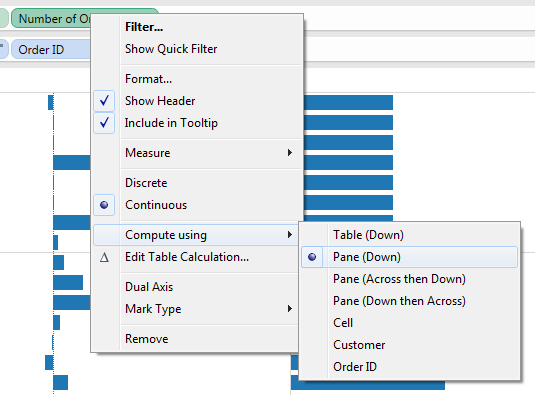 Number of Or
Order ID
Filter...
Show Quick Filter
Format...
Show Header
Include in Tooltip
Measure
Discrete
Continuous
Compute using
Edit Table Calculation...
Dual Axis
Mark Type
Remove
Table (Down)
Pane (Down)
Pane (Across then Down)
Pane (Down then Across)
Cell
Customer
Order ID